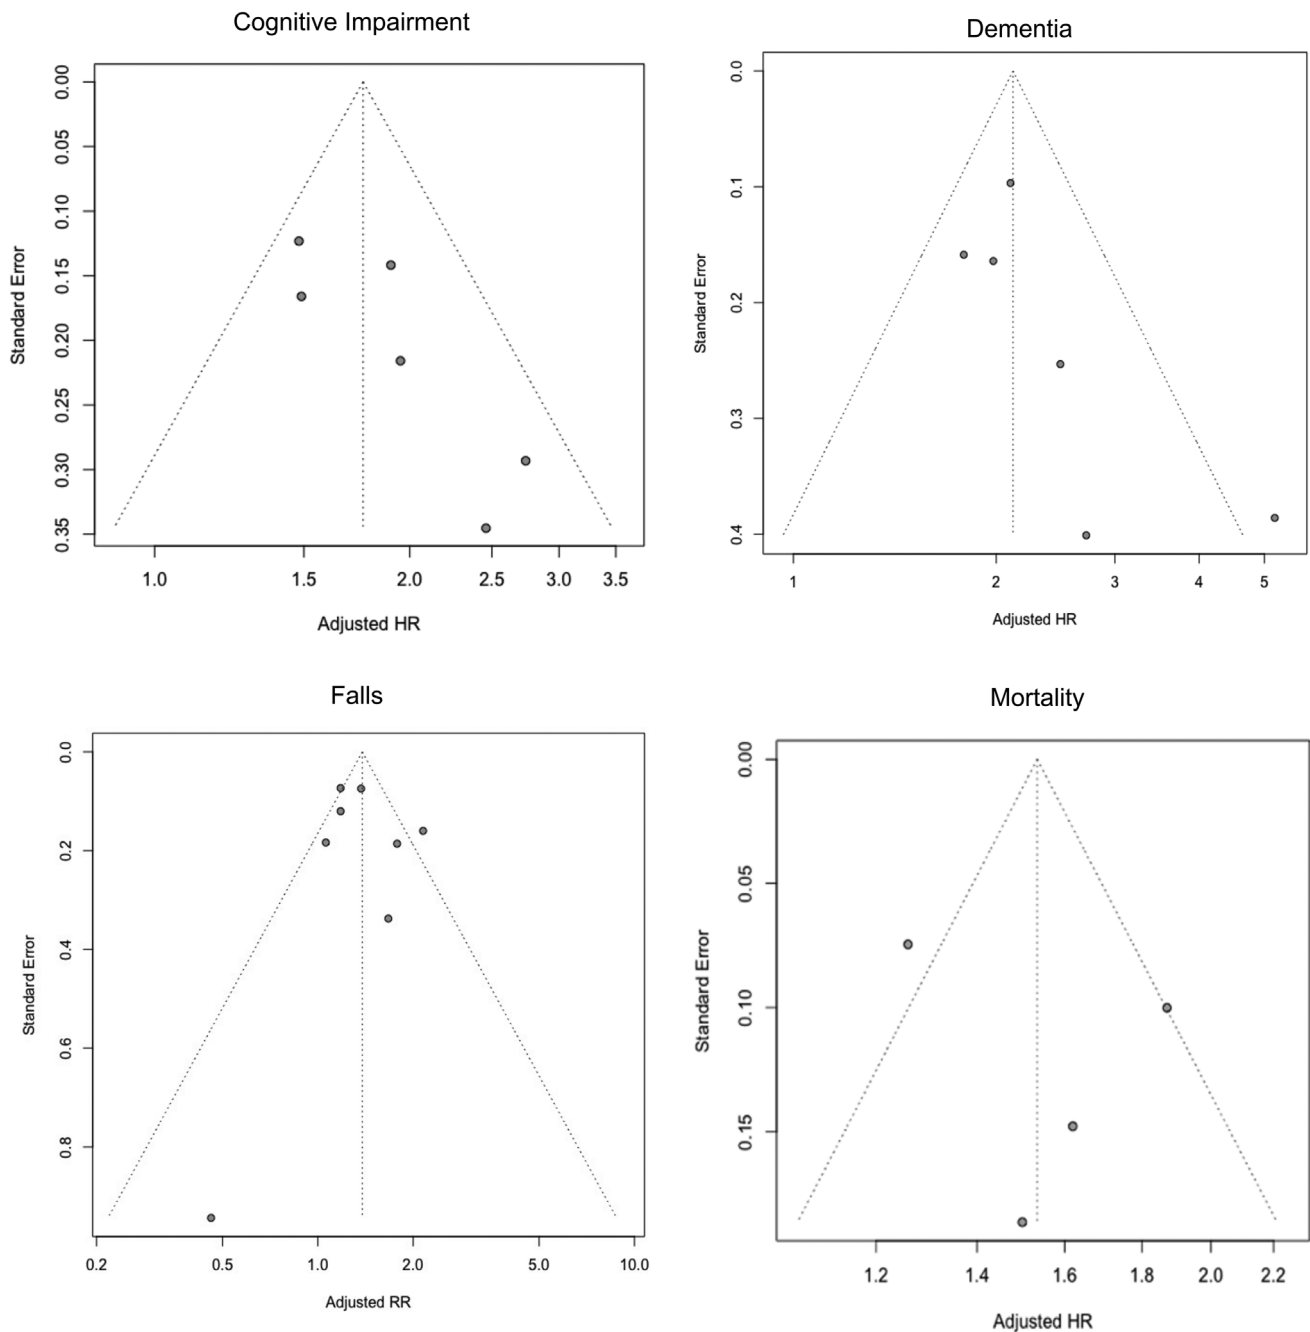 Cognitive Impairment
0.00
0.05
0.10
0.15
0.20
0.25
0.30
0.35
Standard Error
1.0 1.5 2.0 2.5 3.0 3.5
Adjusted HR
Dementia
0.0
0.1
0.2
0.3
0.4
Standard Error
1 2 3 4 5
Adjusted HR
Falls
0.0
0.2
0.4
0.6
0.8
Standard Error
0.2 0.5 1.0 2.0 5.0 10.0
Adjusted RR
Mortality
0.00
0.05
0.10
0.15
Standard Error
1.2 1.4 1.6 1.8 2.0 2.2
Adjusted HR